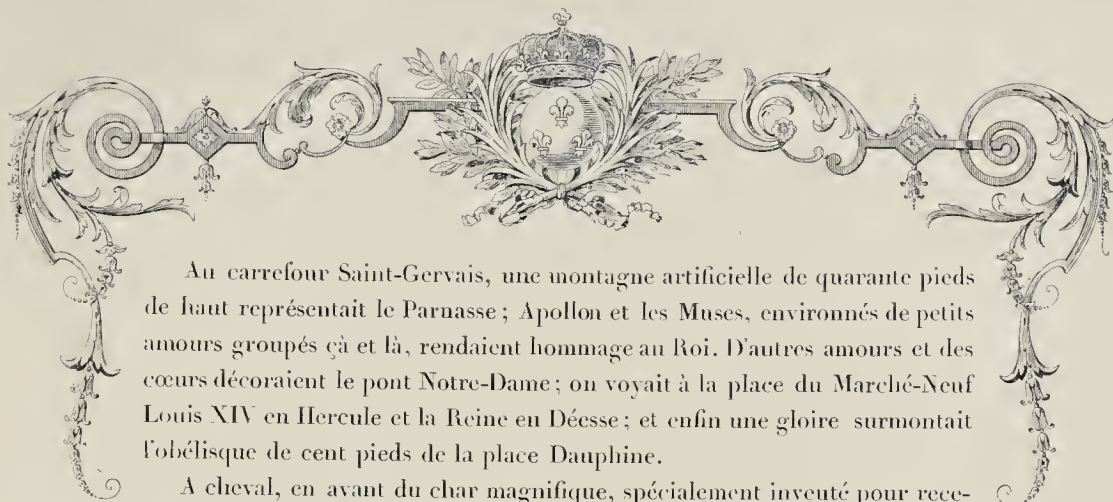 Au carrefour Saint-Gervais, une montagne artificielle de quarante pieds
de haut représentait le Parnasse ; Apollon et les Muses, environnés de petits
amours groupés çà et là, rendaient hommage au Roi. D'autres amours et des
cœurs décoraient le pont Notre-Dame ; on voyait à la place du Marché-Neuf
Louis XIV en Hercule et la Reine en Déesse ; et enfin une gloire surmontait
l'obélisque de cent pieds de la place Dauphine.
A cheval, en avant du char magnifique, spécialement inventé pour rece-